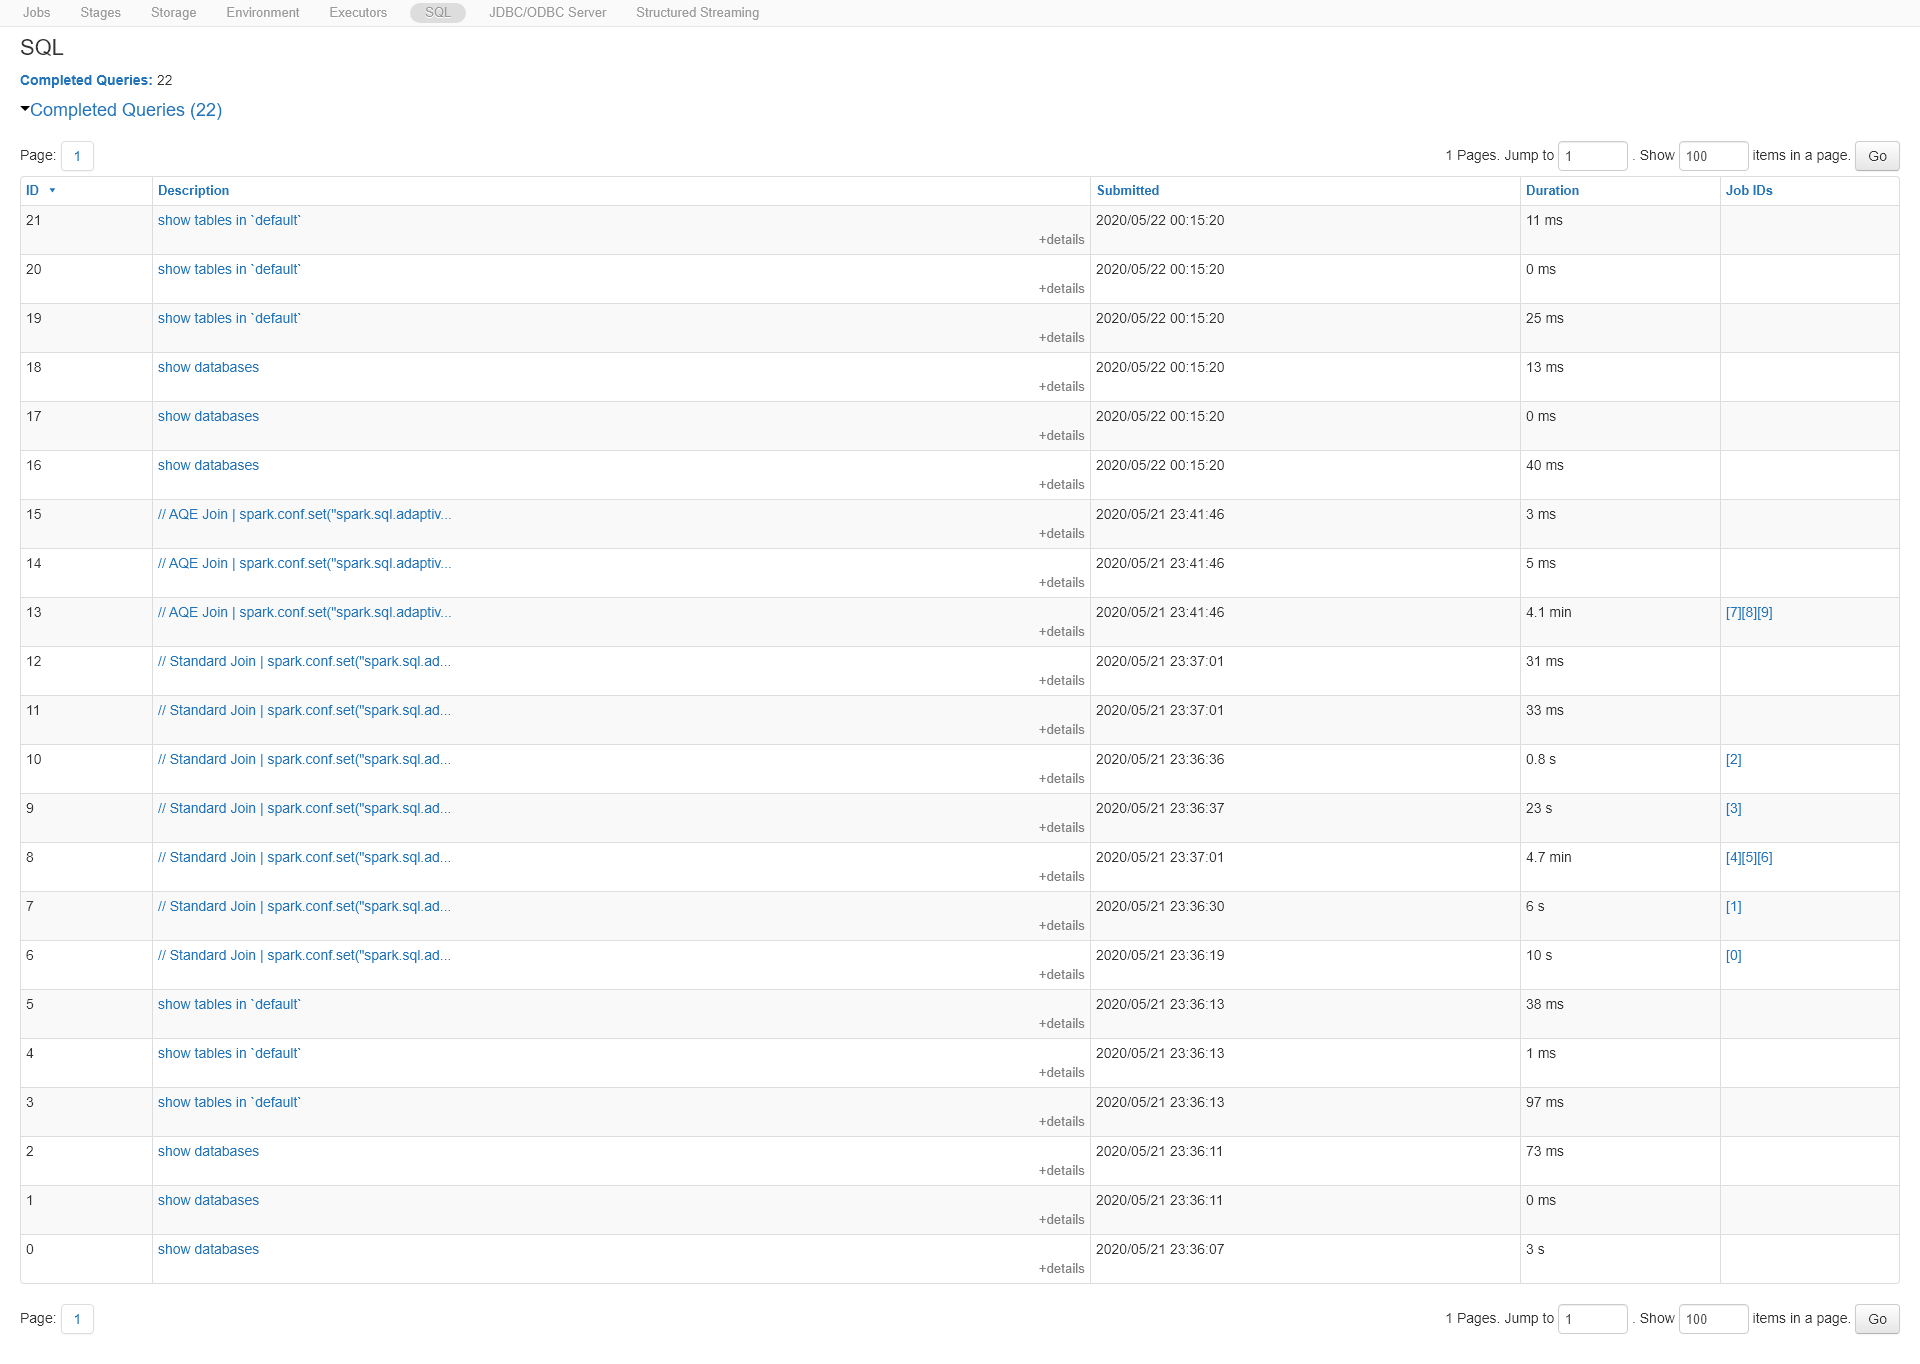 Jobs Stages Storage Environment Executors SQL JDBC/ODBC Server Structured Streaming
SQL
Completed Queries: 22
Completed Queries (22)
Page: 1 1 Pages. Jump to 1 . Show 100 items in a page. Go
ID Description Submitted Duration Job IDs
21 show tables in `default` 2020/05/22 00:15:20 11 ms
+details
20 show tables in `default` 2020/05/22 00:15:20 0 ms
+details
19 show tables in `default` 2020/05/22 00:15:20 25 ms
+details
18 show databases 2020/05/22 00:15:20 13 ms
+details
17 show databases 2020/05/22 00:15:20 0 ms
+details
16 show databases 2020/05/22 00:15:20 40 ms
+details
15 // AQE Join | spark.conf.set("spark.sql.adaptiv... 2020/05/21 23:41:46 3 ms
+details
14 // AQE Join | spark.conf.set("spark.sql.adaptiv... 2020/05/21 23:41:46 5 ms
+details
13 // AQE Join | spark.conf.set("spark.sql.adaptiv... 2020/05/21 23:41:46 4.1 min [7][8][9]
+details
12 // Standard Join | spark.conf.set("spark.sql.ad... 2020/05/21 23:37:01 31 ms
+details
11 // Standard Join | spark.conf.set("spark.sql.ad... 2020/05/21 23:37:01 33 ms
+details
10 // Standard Join | spark.conf.set("spark.sql.ad... 2020/05/21 23:36:36 0.8 s [2]
+details
9 // Standard Join | spark.conf.set("spark.sql.ad... 2020/05/21 23:36:37 23 s [3]
+details
8 // Standard Join | spark.conf.set("spark.sql.ad... 2020/05/21 23:37:01 4.7 min [4][5][6]
+details
7 // Standard Join | spark.conf.set("spark.sql.ad... 2020/05/21 23:36:30 6 s [1]
+details
6 // Standard Join | spark.conf.set("spark.sql.ad... 2020/05/21 23:36:19 10 s [0]
+details
5 show tables in `default` 2020/05/21 23:36:13 38 ms
+details
4 show tables in `default` 2020/05/21 23:36:13 1 ms
+details
3 show tables in `default` 2020/05/21 23:36:13 97 ms
+details
2 show databases 2020/05/21 23:36:11 73 ms
+details
1 show databases 2020/05/21 23:36:11 0 ms
+details
0 show databases 2020/05/21 23:36:07 3 s
+details
Page: 1 1 Pages. Jump to 1 . Show 100 items in a page. Go